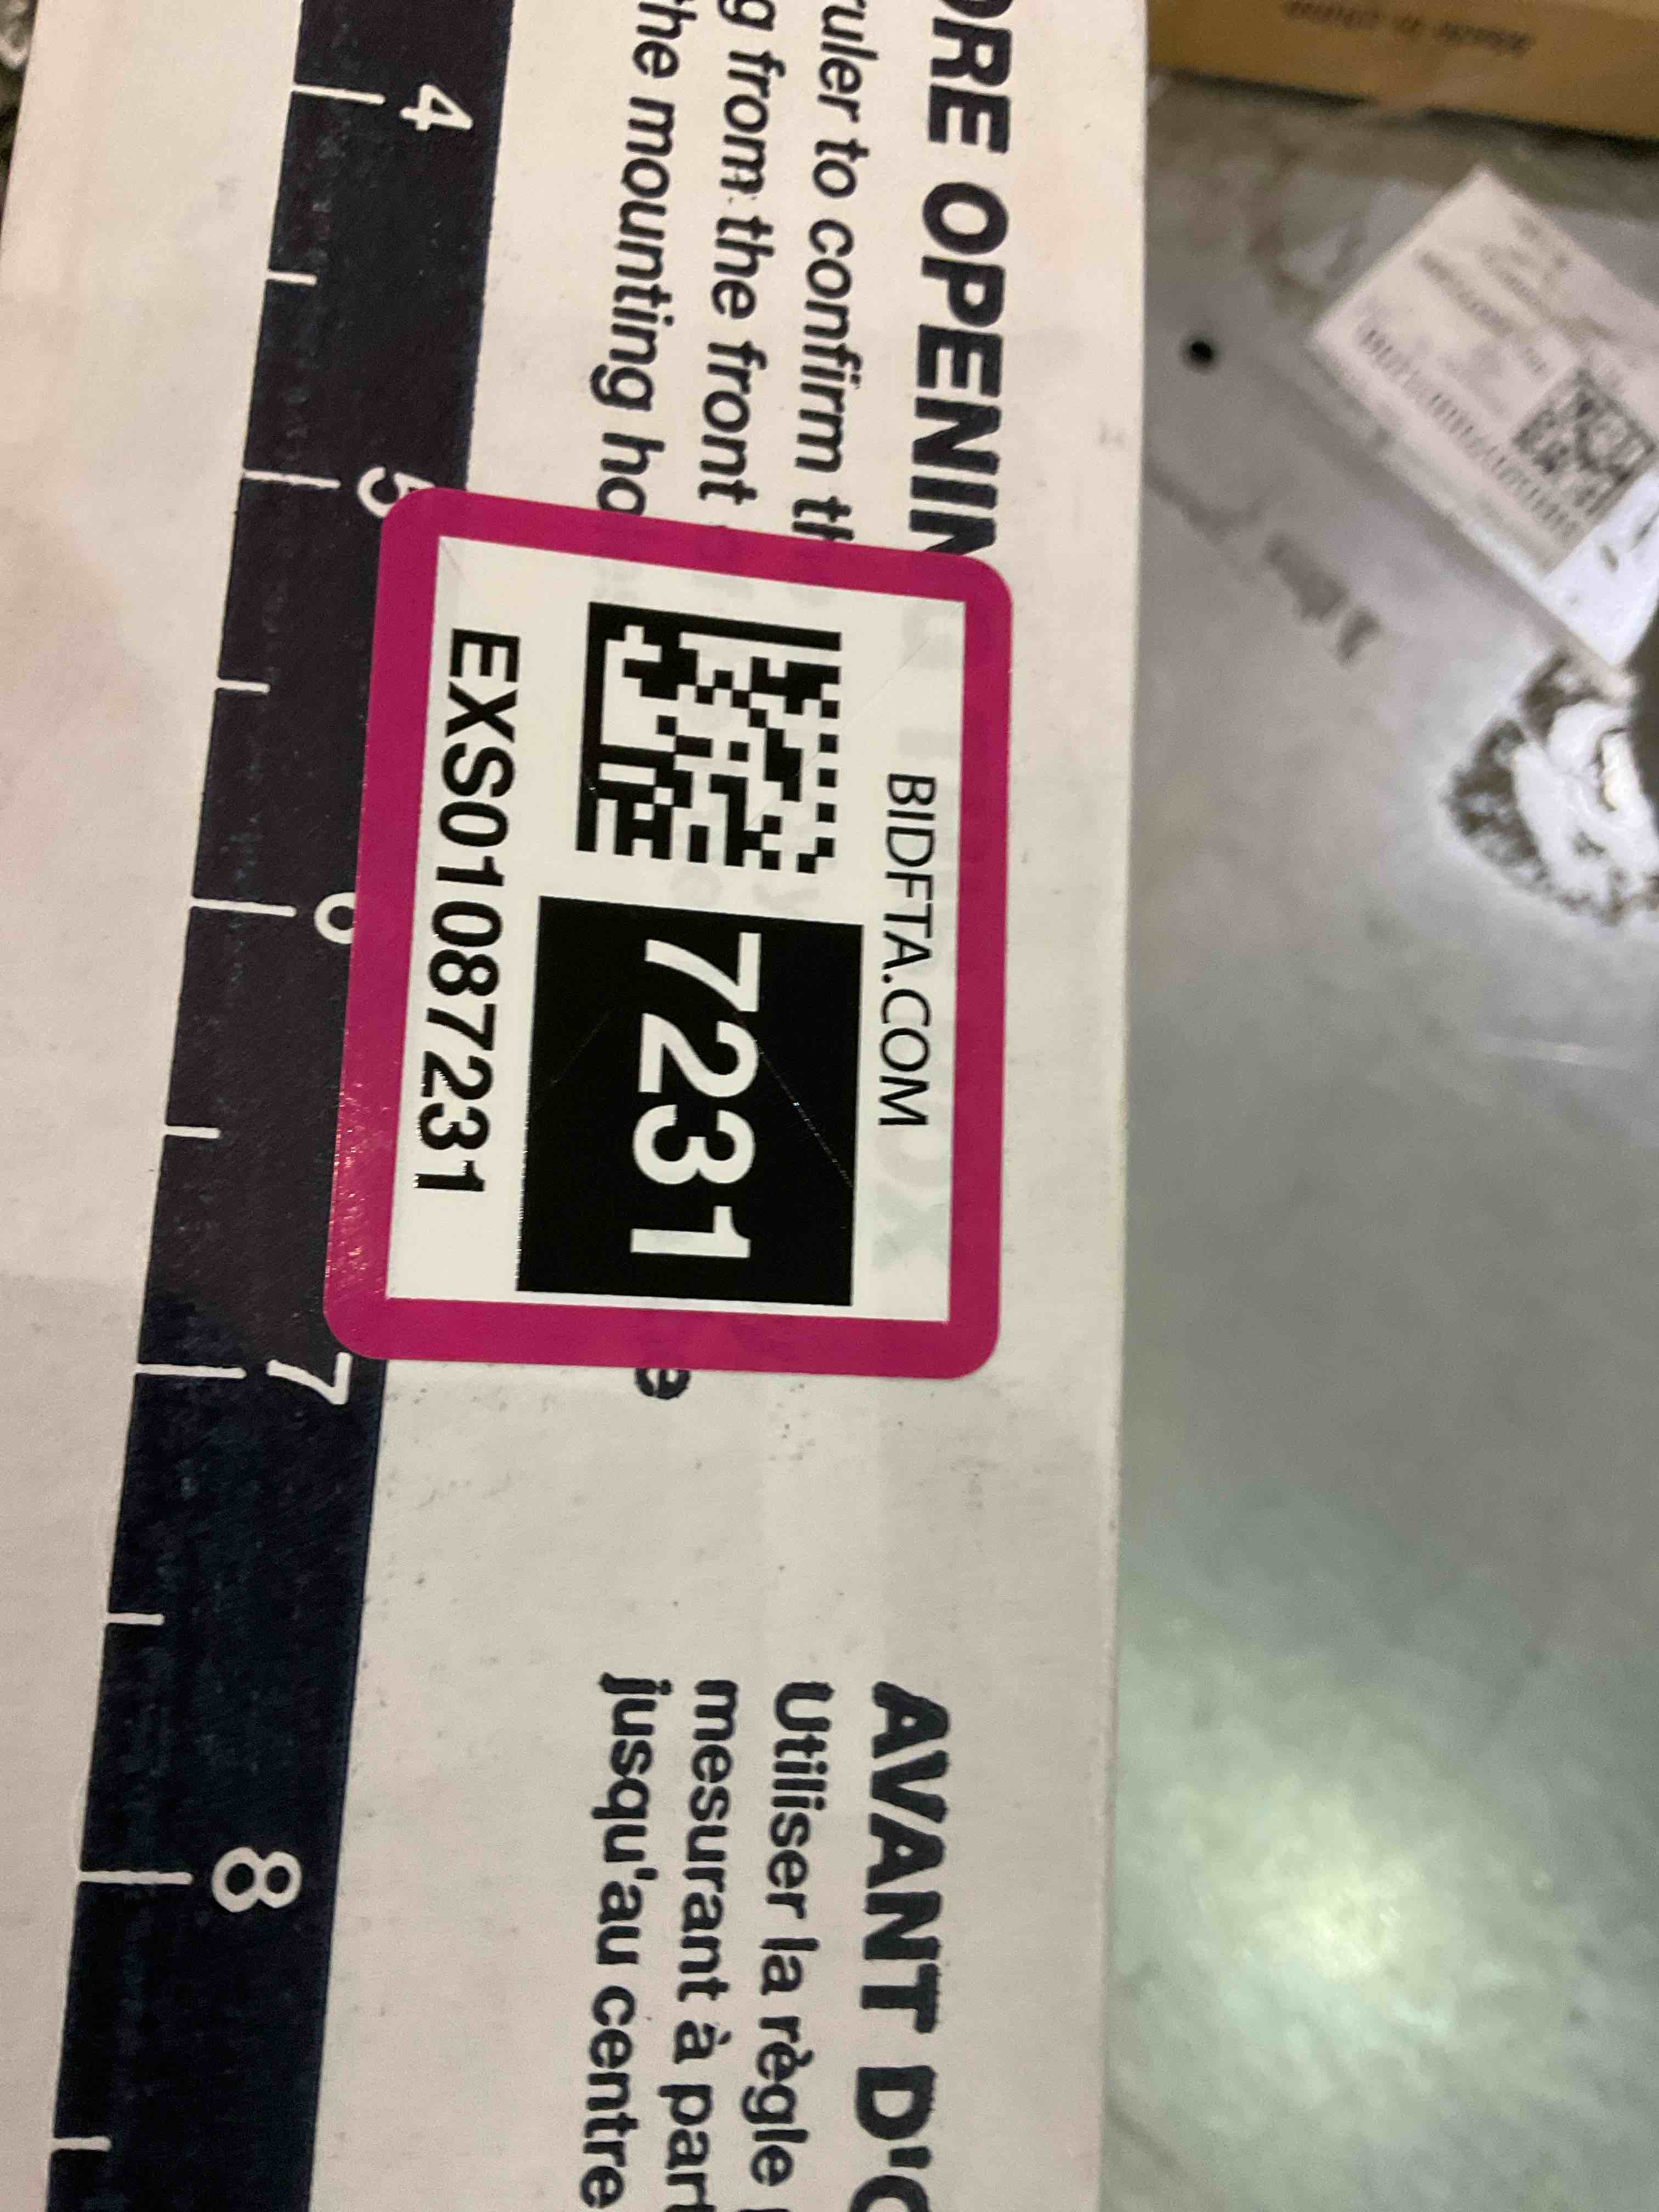 ORE OPENIN
ruler to confirm th
g from the front
the mounting ho
4
5
6
7
8
BIDFTA.COM
7231
EXS01087231
e
AVANT D'O
Utiliser la règle
mesurant à part
jusqu'au centre